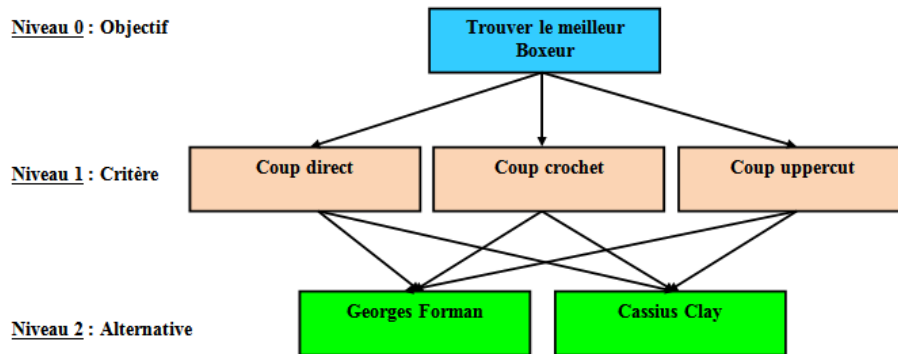 Niveau 0 : Objectif
Trouver le meilleur
Boxeur
Niveau 1 : Critère
Coup direct
Coup crochet
Coup uppercut
Niveau 2 : Alternative
Georges Forman
Cassius Clay